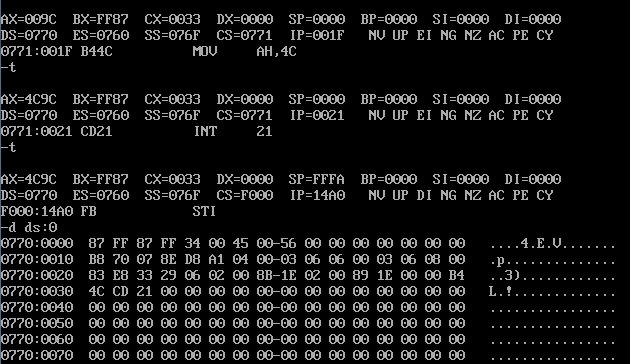 AX=009C  BX=FF87  CX=0033  DX=0000  SP=0000  BP=0000  SI=0000  DI=0000
DS=0770  ES=0760  SS=076F  CS=0771  IP=001F   NV UP EI NG NZ AC PE CY
0771:001F B44C          MOV     AH,4C
-t
AX=4C9C  BX=FF87  CX=0033  DX=0000  SP=0000  BP=0000  SI=0000  DI=0000
DS=0770  ES=0760  SS=076F  CS=0771  IP=0021   NV UP EI NG NZ AC PE CY
0771:0021 CD21          INT     21
-t
AX=4C9C  BX=FF87  CX=0033  DX=0000  SP=FFFA  BP=0000  SI=0000  DI=0000
DS=0770  ES=0760  SS=076F  CS=F000  IP=14A0   NV UP DI NG NZ AC PE CY
F000:14A0 FB            STI
-d ds:0
0770:0000  87 FF 87 FF 34 00 45 00-56 00 00 00 00 00 00 00   ....4.E.V.......
0770:0010  B8 70 07 8E D8 A1 04 00-03 06 06 00 03 06 08 00   .p..............
0770:0020  83 E8 33 29 06 02 00 8B-1E 02 00 89 1E 00 00 B4   ..3)............
0770:0030  4C CD 21 00 00 00 00 00-00 00 00 00 00 00 00 00   L.!.............
0770:0040  00 00 00 00 00 00 00 00-00 00 00 00 00 00 00 00   ................
0770:0050  00 00 00 00 00 00 00 00-00 00 00 00 00 00 00 00   ................
0770:0060  00 00 00 00 00 00 00 00-00 00 00 00 00 00 00 00   ................
0770:0070  00 00 00 00 00 00 00 00-00 00 00 00 00 00 00 00   ................